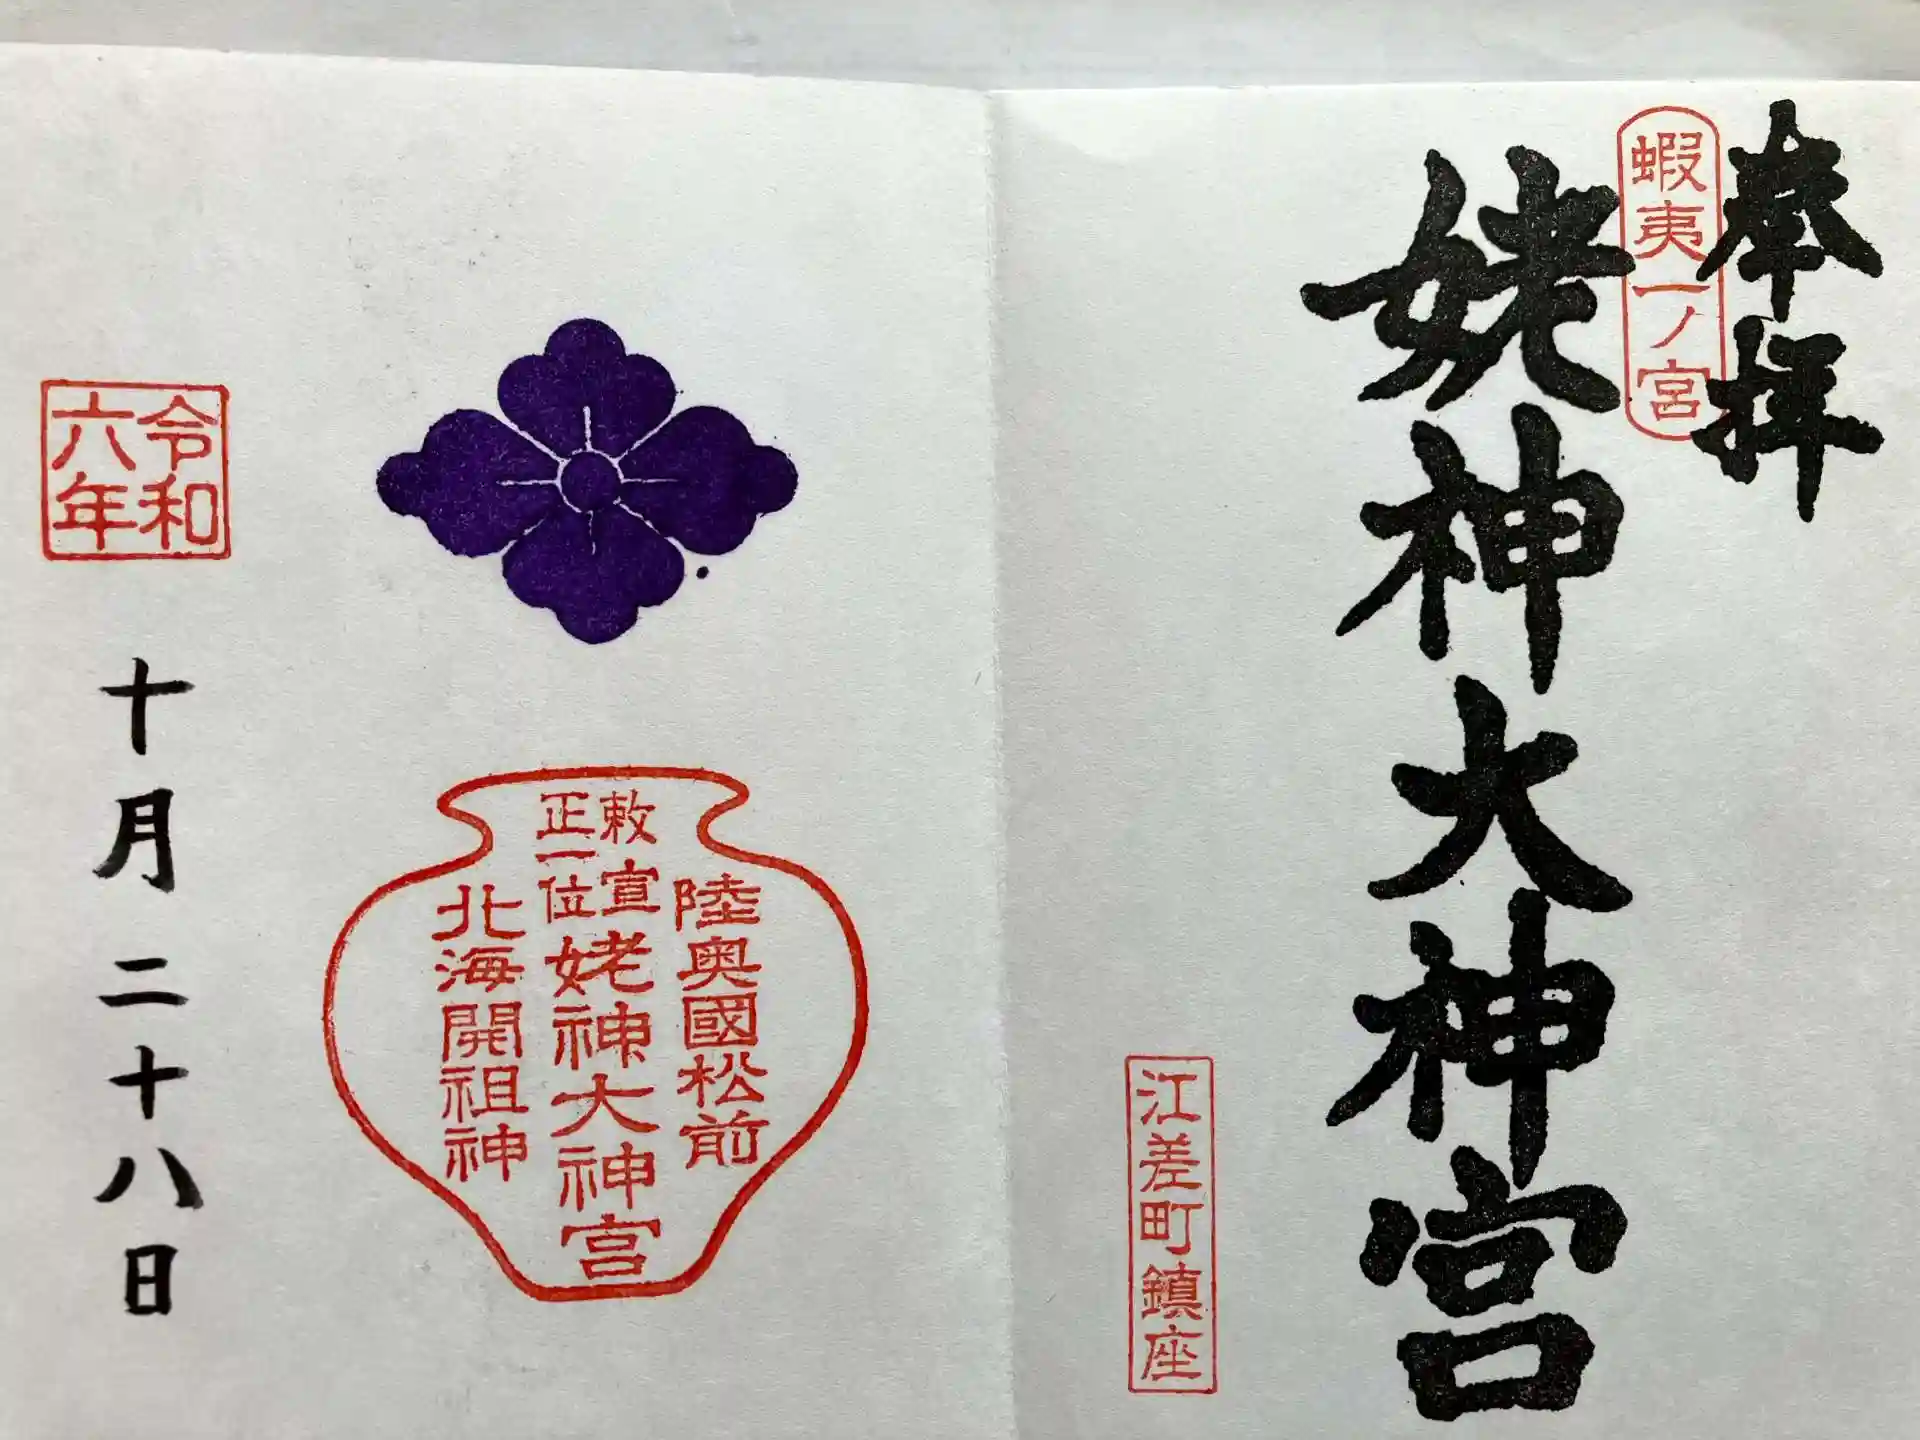 奉拝
蝦夷一ノ宮
姥神大神宮
江差町鎮座
陸奥國松前
敕宣
正一位
姥神大神宮
北海開祖神
令和
六年
十月二十八日